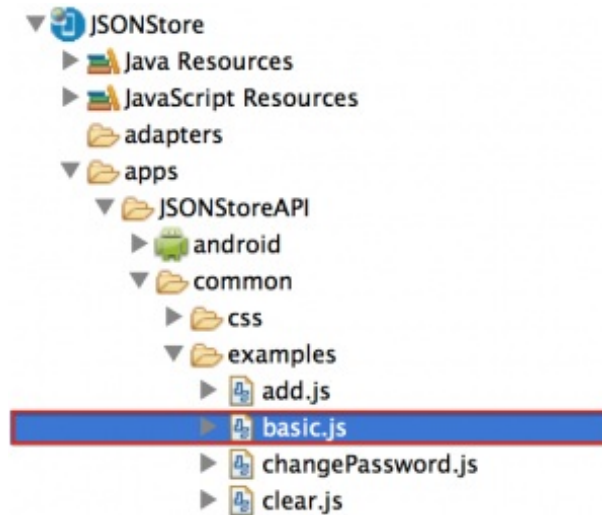 JSONStore
Java Resources
JavaScript Resources
adapters
apps
JSONStoreAPI
android
common
css
examples
add.js
basic.js
changePassword.js
clear.js